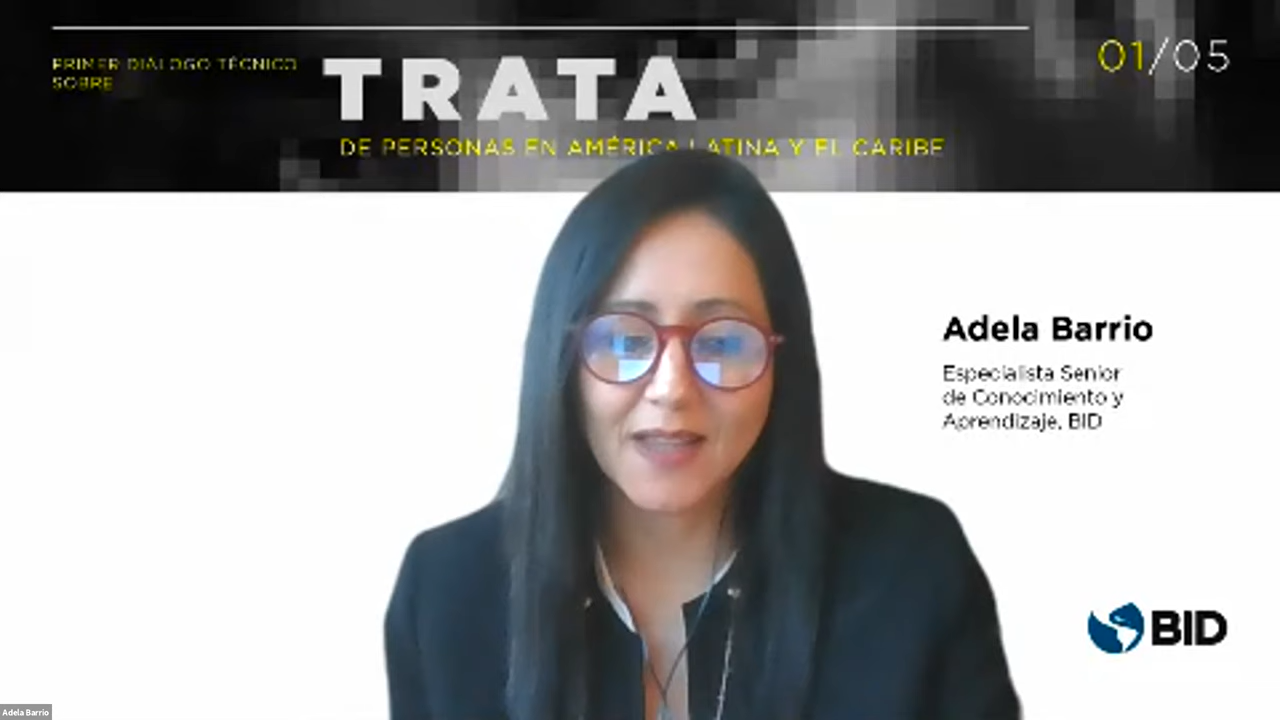 PRIMER DIÁLOGO TÉCNICO
SOBRE
TRATA
DE PERSONAS EN AMÉRICA LATINA Y EL CARIBE
01/05
Adela Barrio
Especialista Senior
de Conocimiento y
Aprendizaje, BID
BID
Adela Barrio